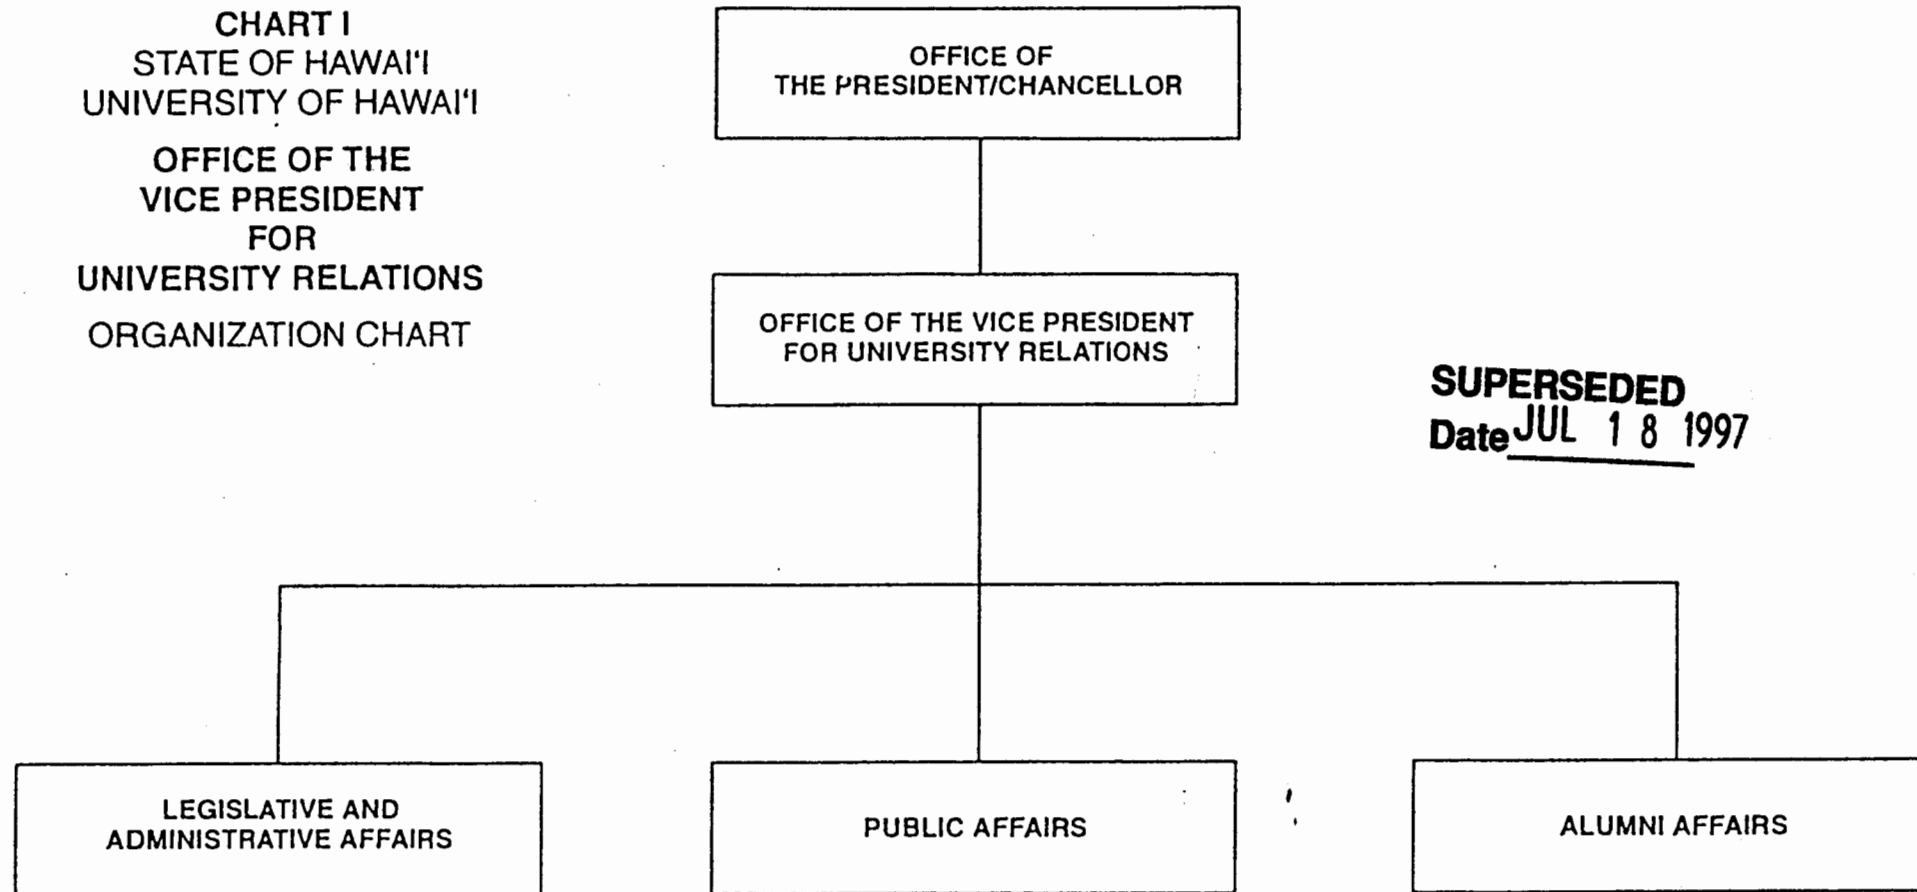 CHART I
STATE OF HAWAI'I
UNIVERSITY OF HAWAI'I
OFFICE OF THE
VICE PRESIDENT
FOR
UNIVERSITY RELATIONS
ORGANIZATION CHART
OFFICE OF
THE PRESIDENT/CHANCELLOR
OFFICE OF THE VICE PRESIDENT
FOR UNIVERSITY RELATIONS
SUPERSEDED
Date JUL 18 1997
LEGISLATIVE AND
ADMINISTRATIVE AFFAIRS
PUBLIC AFFAIRS
ALUMNI AFFAIRS